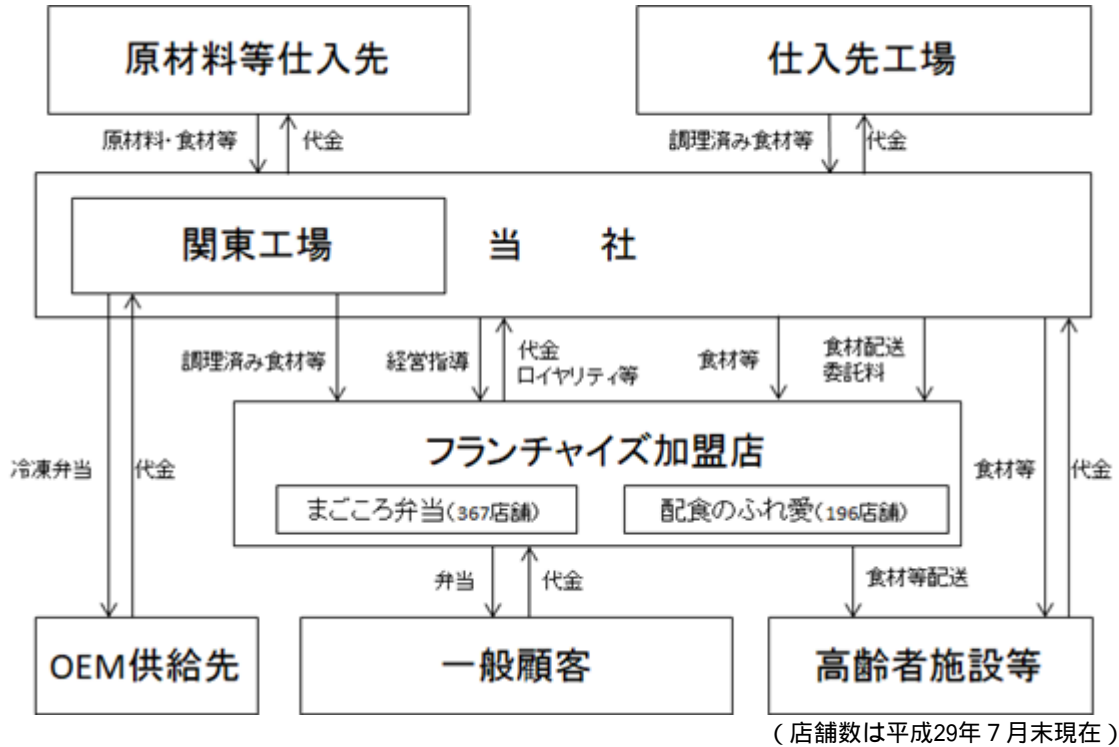 原材料等仕入先
仕入先工場
原材料・食材等
代金
調理済み食材等
代金
関東工場
当 社
調理済み食材等
経営指導
代金
ロイヤリティ等
食材等
食材配送
委託料
フランチャイズ加盟店
冷凍弁当
代金
食材等
代金
まごころ弁当(367店舗)
配食のふれ愛(196店舗)
弁当
代金
食材等配送
OEM供給先
一般顧客
高齢者施設等
(店舗数は平成29年7月末現在)